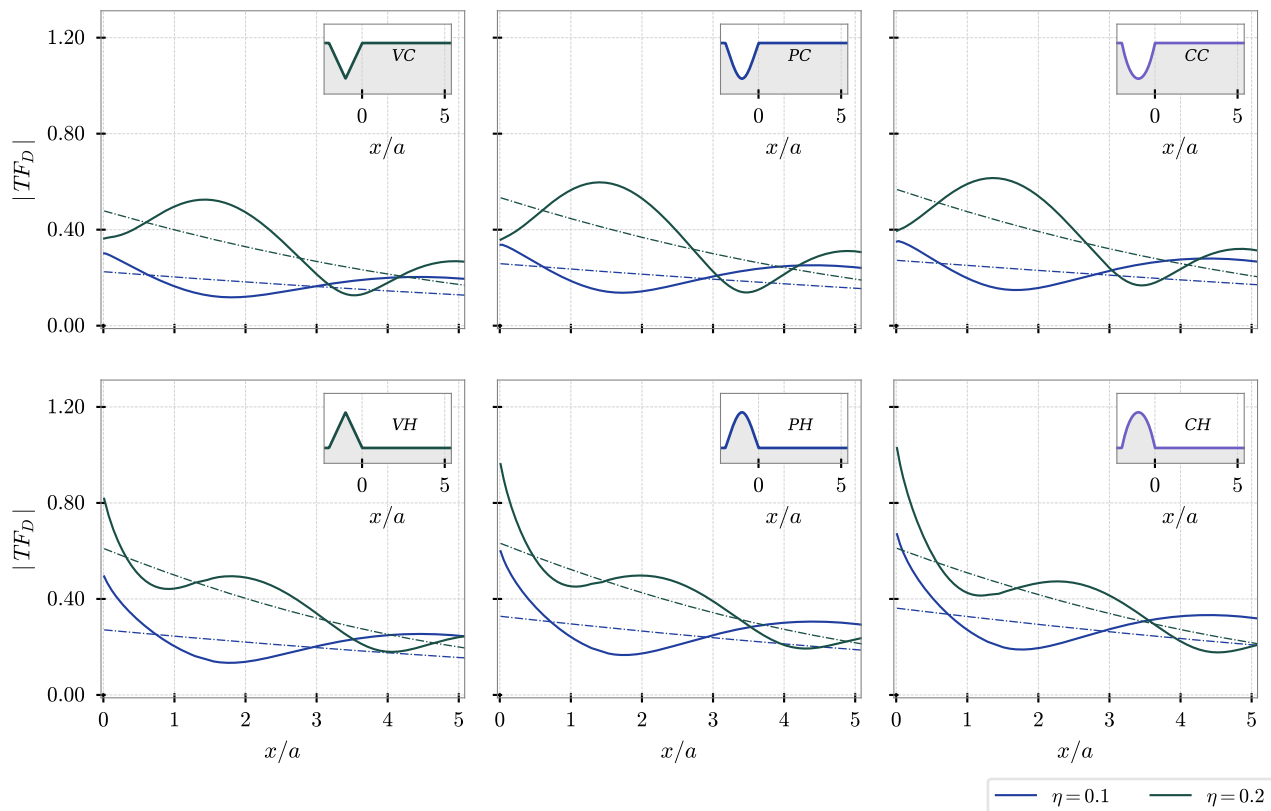 1.20
0.80
0.40
0.00
| TF_D |
VC
0 5
x/a
PC
0 5
x/a
CC
0 5
x/a
1.20
0.80
0.40
0.00
| TF_D |
VH
0 5
x/a
PH
0 5
x/a
CH
0 5
x/a
0 1 2 3 4 5
x/a
0 1 2 3 4 5
x/a
0 1 2 3 4 5
x/a
η = 0.1 η = 0.2